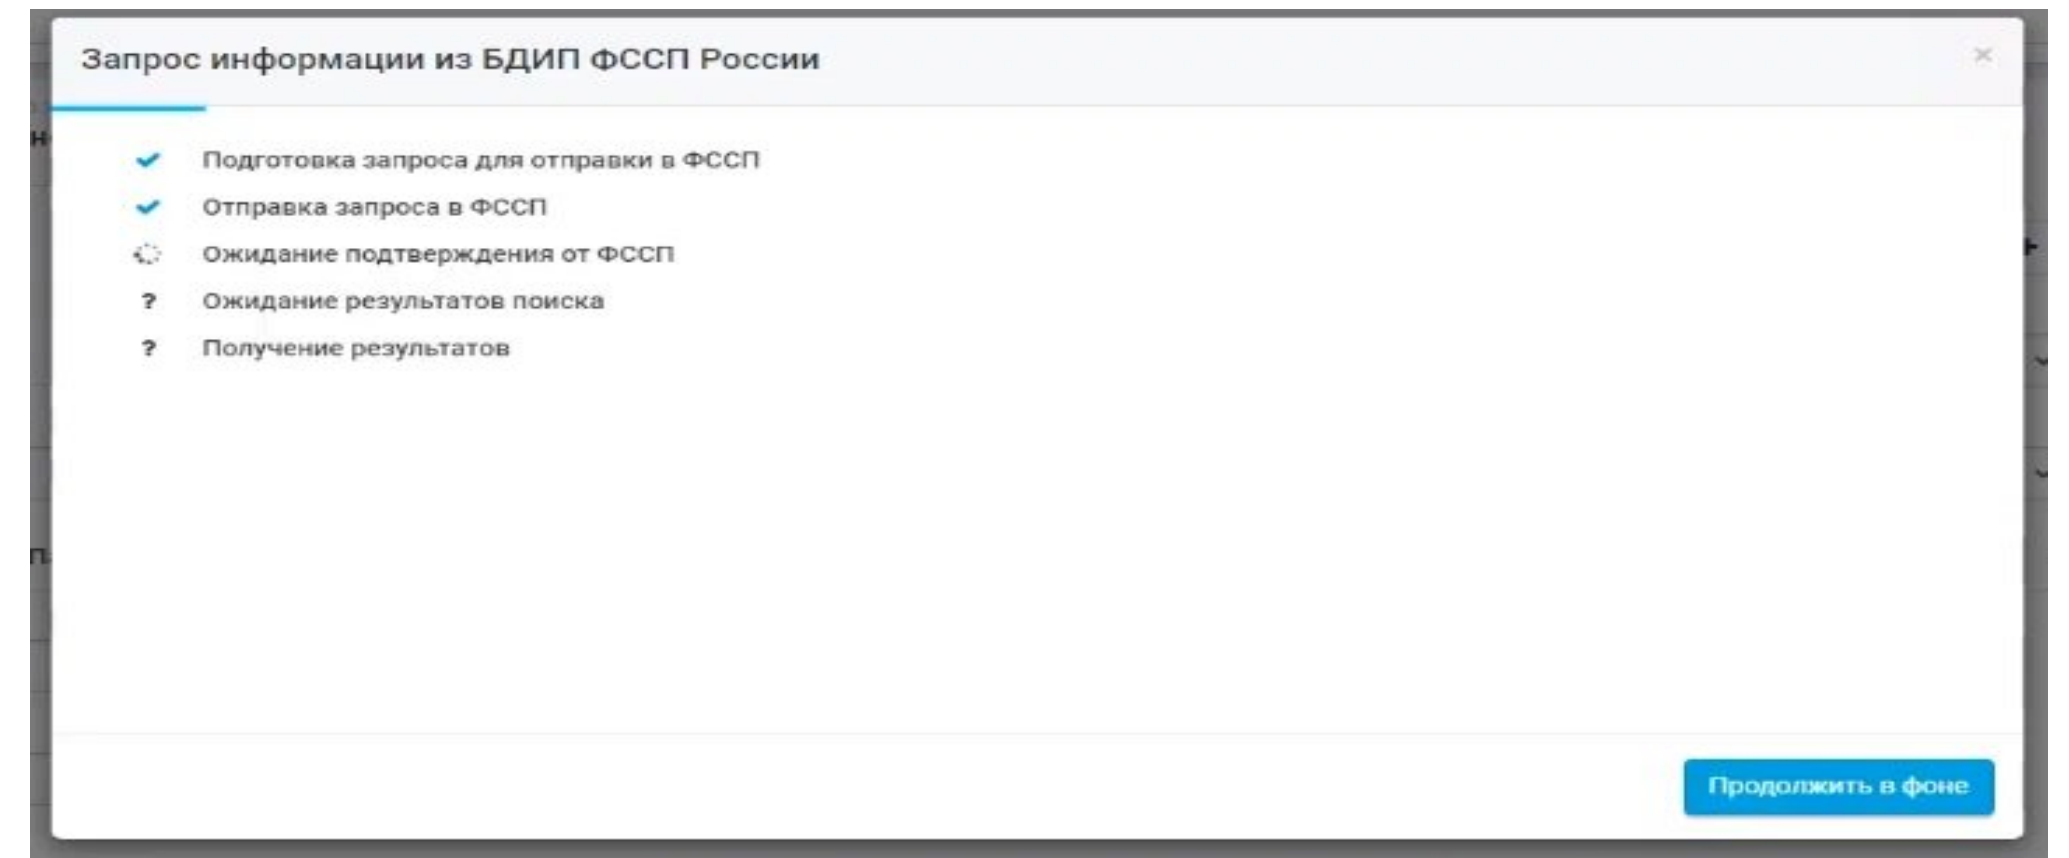 Запрос информации из БДИП ФССП России
×
Подготовка запроса для отправки в ФССП
Отправка запроса в ФССП
Ожидание подтверждения от ФССП
? Ожидание результатов поиска
? Получение результатов
Продолжить в фоне